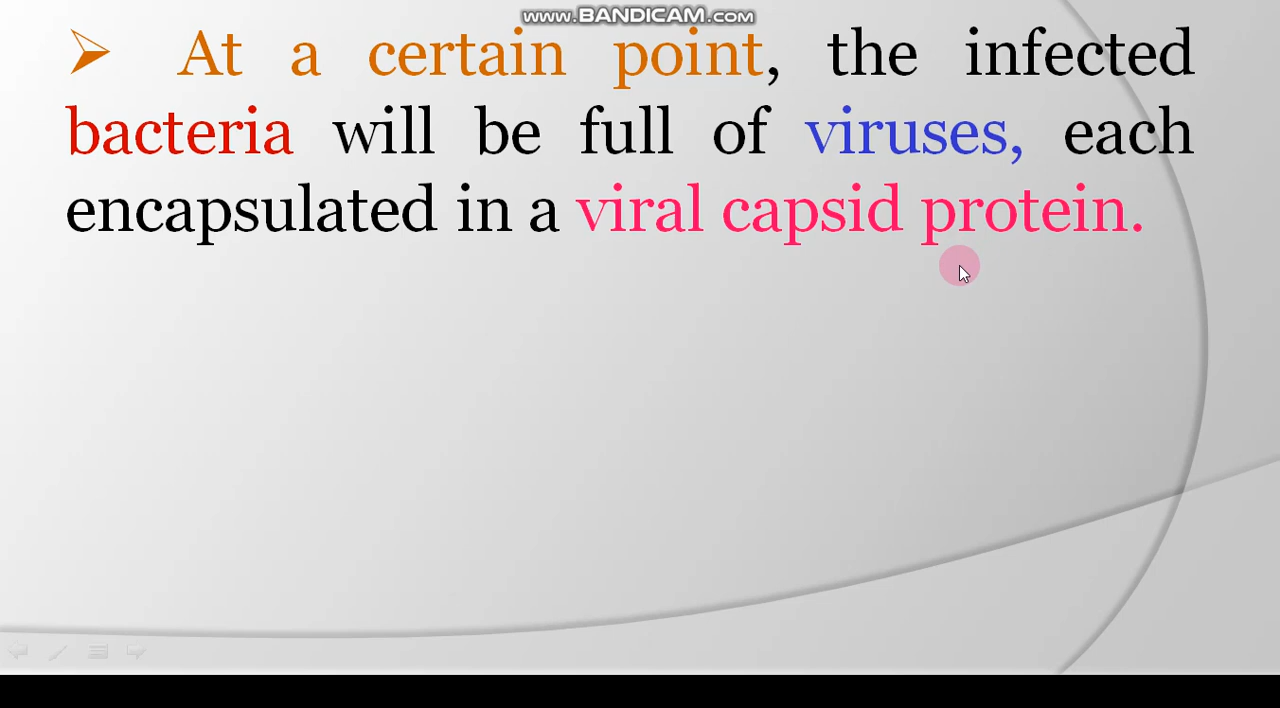 www.BANDICAM.com
➢ At a certain point, the infected
bacteria will be full of viruses, each
encapsulated in a viral capsid protein.